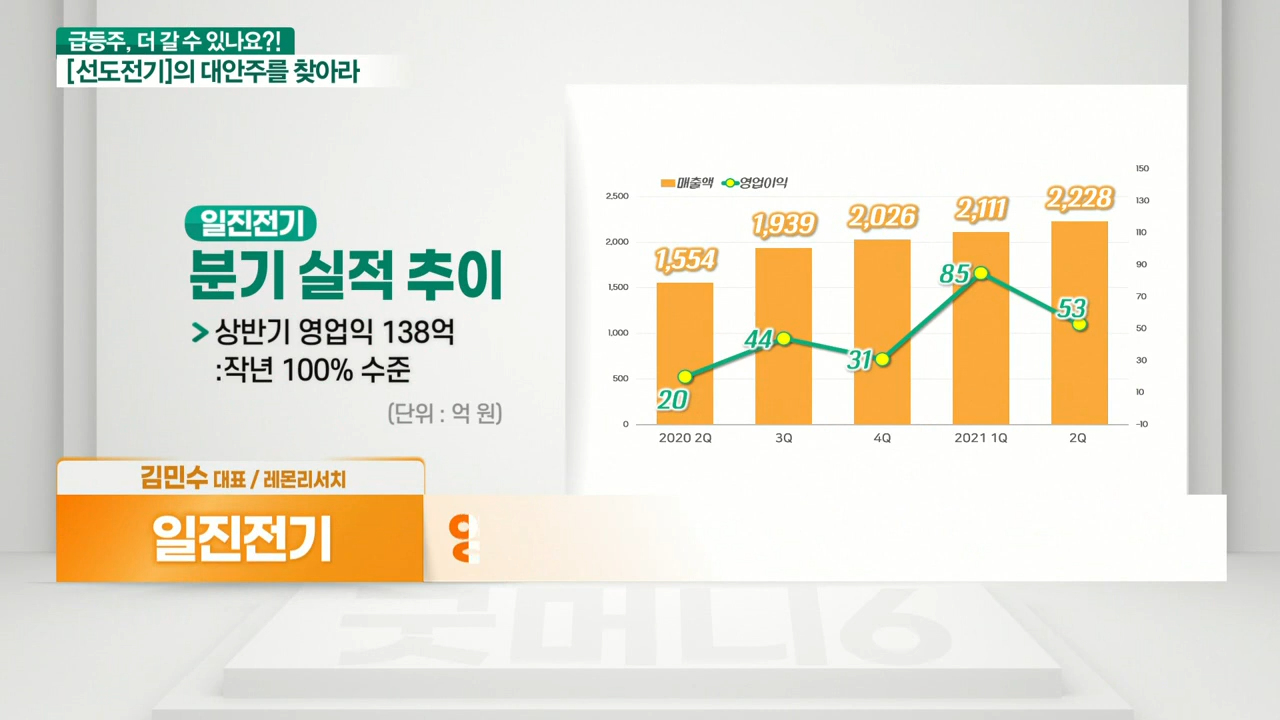 급등주, 더 갈 수 있나요?!
[선도전기]의 대안주를 찾아라
일진전기
분기 실적 추이
상반기 영업익 138억
:작년 100% 수준
(단위 : 억 원)
매출액 영업이익
2,500
2,000
1,500
1,000
500
0
150
130
110
90
70
50
30
10
-10
1,554
1,939
2,026
2,111
2,228
20
44
31
85
53
2020 2Q
3Q
4Q
2021 1Q
2Q
김민수 대표 / 레몬리서치
일진전기
굿머니6